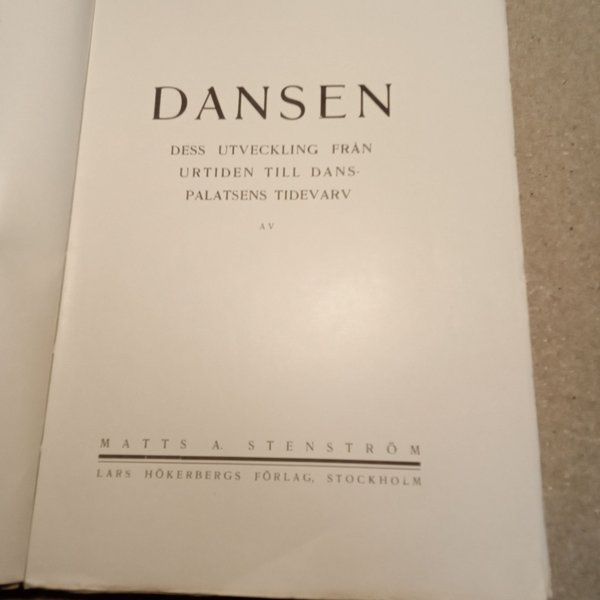 DANSEN
DESS UTVECKLING FRÅN
URTIDEN TILL DANS-
PALATSENS TIDEVARV
AV
MATTS A. STENSTRÖM
LARS HÖKERBERGS FÖRLAG, STOCKHOLM